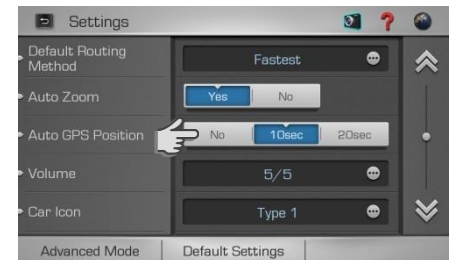 Settings
?
Default Routing
Method
Fastest
Auto Zoom
Yes No
Auto GPS Position
No 10sec 20sec
Volume
5/5
Car Icon
Type 1
Advanced Mode Default Settings